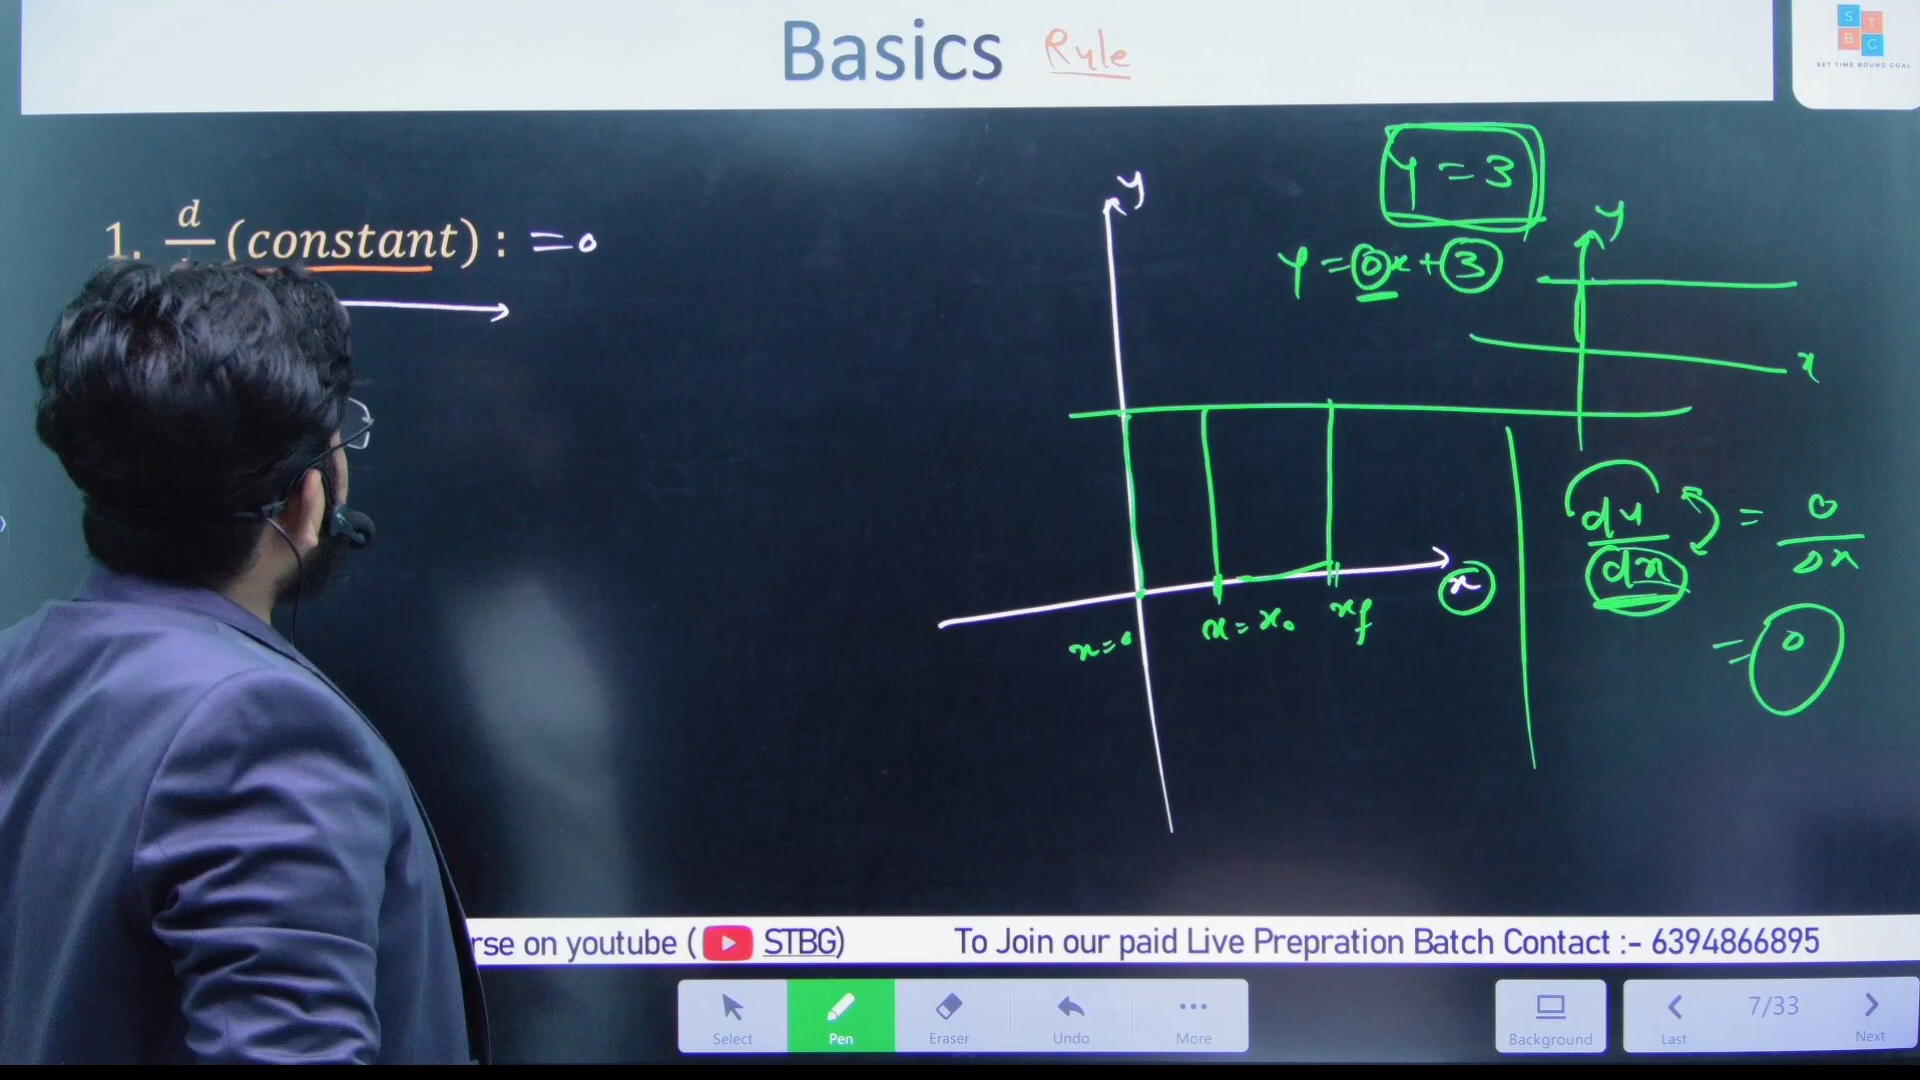 Basics Rule
S T
B G
SET TIME BOUND GOAL
1. d (constant) : = 0
y
y = 3
y = 0x + 3
y
x
x
x = 0
x = x₀
xf
dy/dx = 0/Δx
= 0
rse on youtube ( STBG)
To Join our paid Live Prepration Batch Contact :- 6394866895
Select
Pen
Eraser
Undo
More
Background
Last
7/33
Next